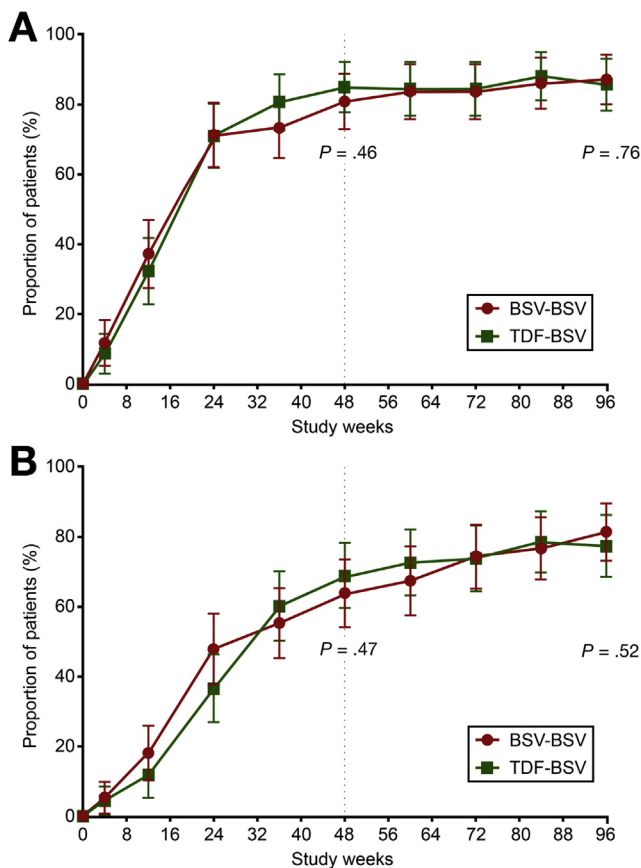 A
Proportion of patients (%)
100
80
60
40
20
0
P = .46
P = .76
BSV-BSV
TDF-BSV
0 8 16 24 32 40 48 56 64 72 80 88 96
Study weeks
B
Proportion of patients (%)
100
80
60
40
20
0
P = .47
P = .52
BSV-BSV
TDF-BSV
0 8 16 24 32 40 48 56 64 72 80 88 96
Study weeks